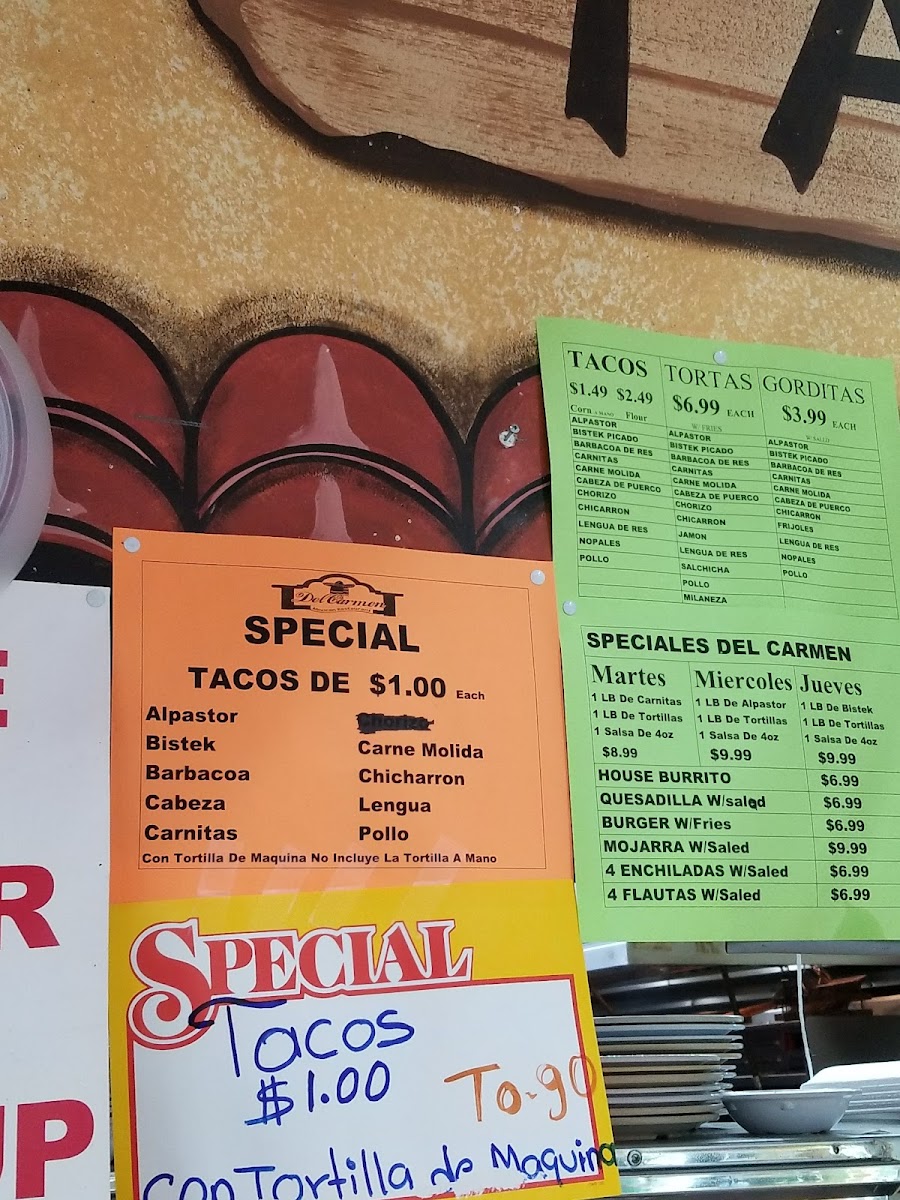 TA
TACOS
$1.49 $2.49
Corn A MANO Flour
ALPASTOR
BISTEK PICADO
BARBACOA DE RES
CARNITAS
CARNE MOLIDA
CABEZA DE PUERCO
CHORIZO
CHICARRON
LENGUA DE RES
NOPALES
POLLO
TORTAS
$6.99 EACH
W/ FRIES
ALPASTOR
BISTEK PICADO
BARBACOA DE RES
CARNITAS
CARNE MOLIDA
CABEZA DE PUERCO
CHORIZO
CHICARRON
JAMON
LENGUA DE RES
SALCHICHA
POLLO
MILANEZA
GORDITAS
$3.99 EACH
ALPASTOR
BISTEK PICADO
BARBACOA DE RES
CARNITAS
CARNE MOLIDA
CABEZA DE PUERCO
CHICARRON
FRIJOLES
LENGUA DE RES
NOPALES
POLLO
SPECIALES DEL CARMEN
Martes
1 LB De Carnitas
1 LB De Tortillas
1 Salsa De 4oz
$8.99
Miercoles
1 LB De Alpastor
1 LB De Tortillas
1 Salsa De 4oz
$9.99
Jueves
1 LB De Bistek
1 LB De Tortillas
1 Salsa De 4oz
$9.99
HOUSE BURRITO $6.99
QUESADILLA W/salad $6.99
BURGER W/Fries $6.99
MOJARRA W/Saled $9.99
4 ENCHILADAS W/Saled $6.99
4 FLAUTAS W/Saled $6.99
Del Carmen
SPECIAL
TACOS DE $1.00 Each
Alpastor Chorizo
Bistek Carne Molida
Barbacoa Chicharron
Cabeza Lengua
Carnitas Pollo
Con Tortilla De Maquina No Incluye La Tortilla A Mano
SPECIAL
Tacos
$1.00 To-go
Con Tortilla de Maquina
E
R
UP